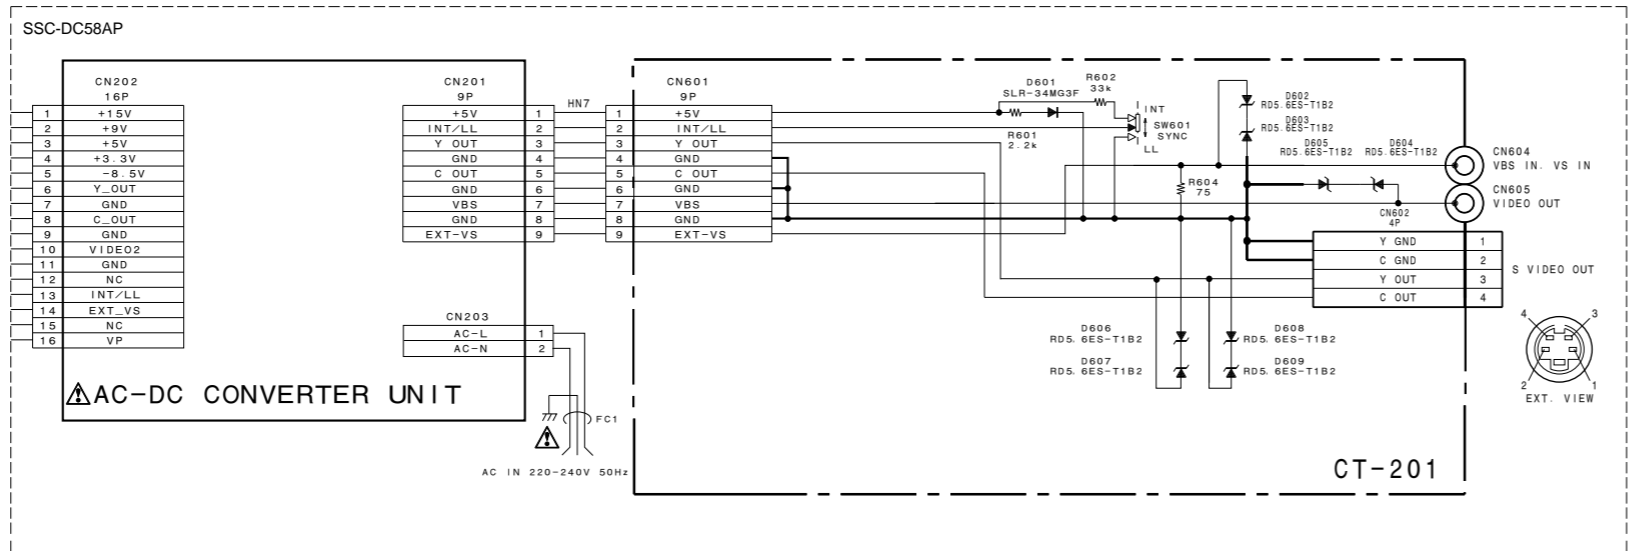 SSC-DC58AP
CN202
16P
1 +15V
2 +9V
3 +5V
4 +3.3V
5 -8.5V
6 Y_OUT
7 GND
8 C_OUT
9 GND
10 VIDEO2
11 GND
12 NC
13 INT/LL
14 EXT_VS
15 NC
16 VP
CN201
9P
+5V 1
INT/LL 2
Y OUT 3
GND 4
C OUT 5
GND 6
VBS 7
GND 8
EXT-VS 9
CN203
AC-L 1
AC-N 2
AC-DC CONVERTER UNIT
FC1
AC IN 220-240V 50Hz
HN7
CN601
9P
1 +5V
2 INT/LL
3 Y OUT
4 GND
5 C OUT
6 GND
7 VBS
8 GND
9 EXT-VS
D601
SLR-34MG3F
R602
33k
R601
2.2k
INT
SW601
SYNC
LL
D602
RD5.6ES-T1B2
D603
RD5.6ES-T1B2
D605
RD5.6ES-T1B2
D604
RD5.6ES-T1B2
R604
75
CN604
VBS IN. VS IN
CN605
VIDEO OUT
CN602
4P
Y GND 1
C GND 2
Y OUT 3
C OUT 4
S VIDEO OUT
D606
RD5.6ES-T1B2
D607
RD5.6ES-T1B2
D608
RD5.6ES-T1B2
D609
RD5.6ES-T1B2
4 3
2 1
EXT. VIEW
CT-201